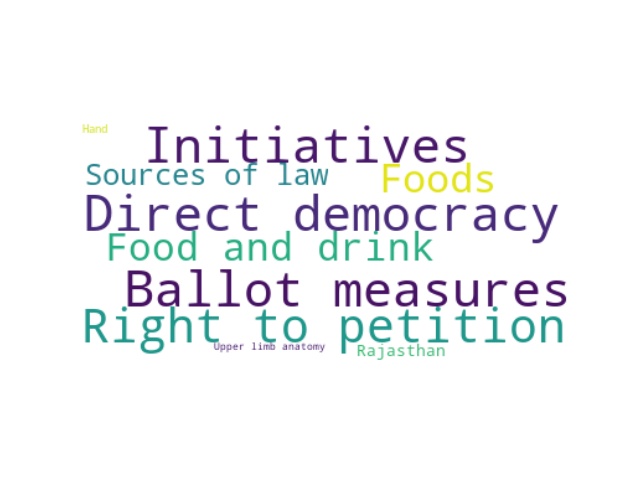 Hand
Initiatives
Sources of law
Foods
Direct democracy
Food and drink
Ballot measures
Right to petition
Upper limb anatomy
Rajasthan